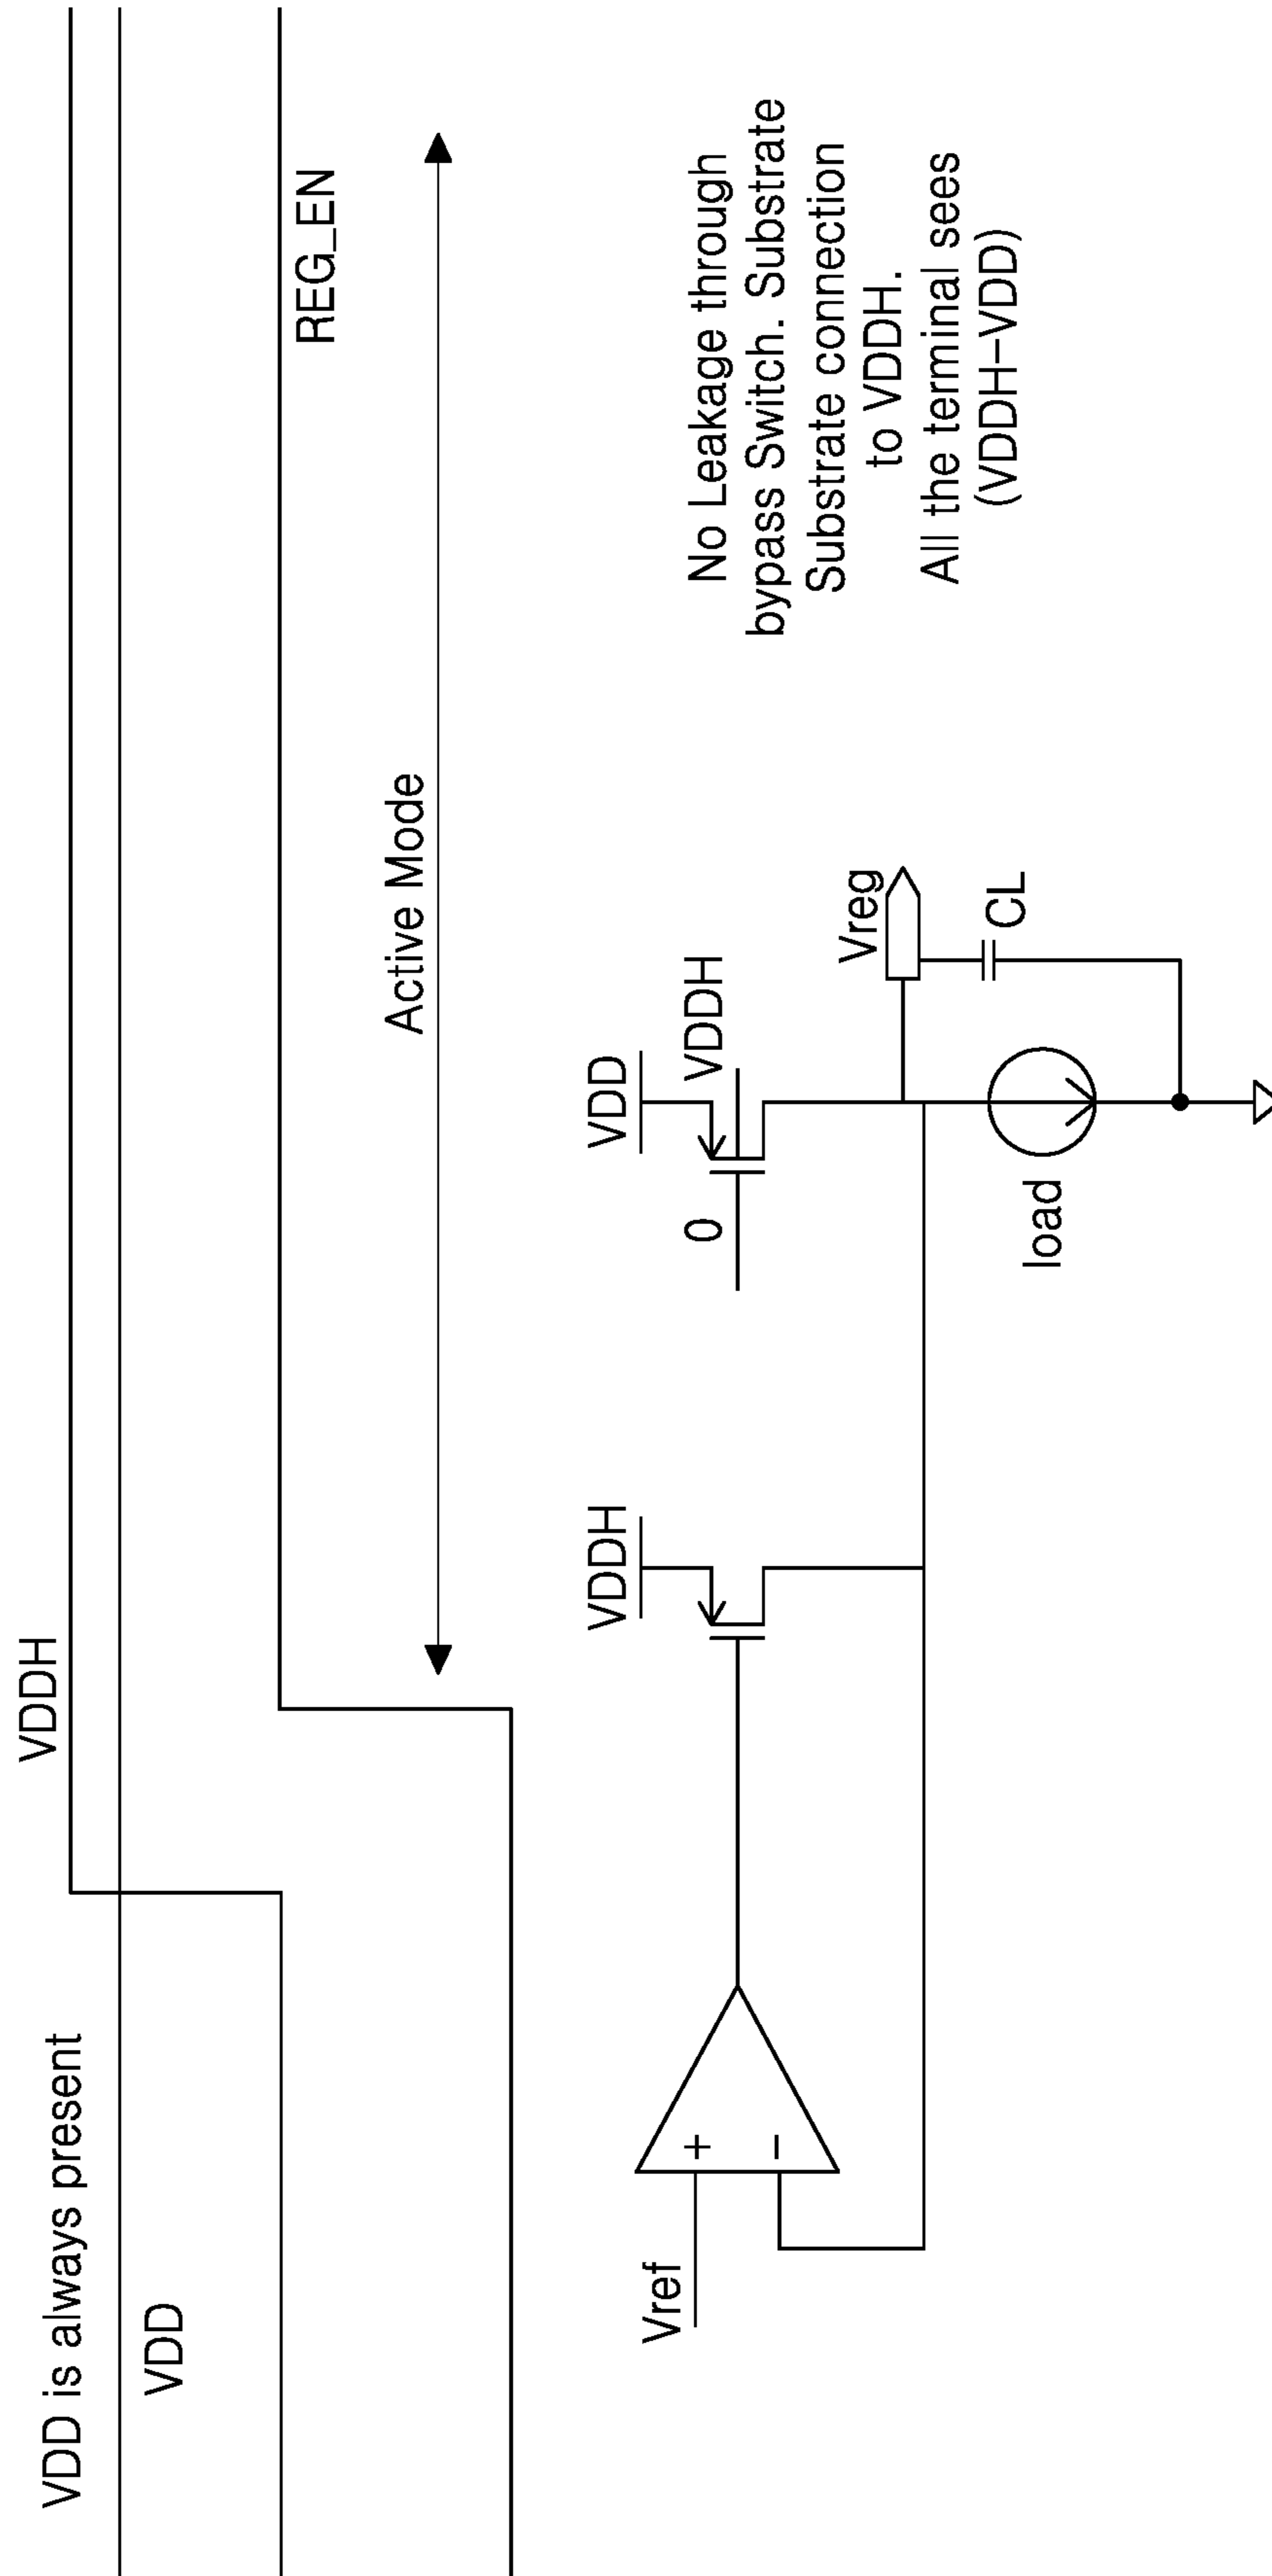 VDDH
VDD is always present
VDD
REG_EN
Active Mode
VDDH
VDD
VDDH
0
Vref
+
−
Vreg
CL
load
No Leakage through
bypass Switch. Substrate
Substrate connection
to VDDH.
All the terminal sees
(VDDH−VDD)